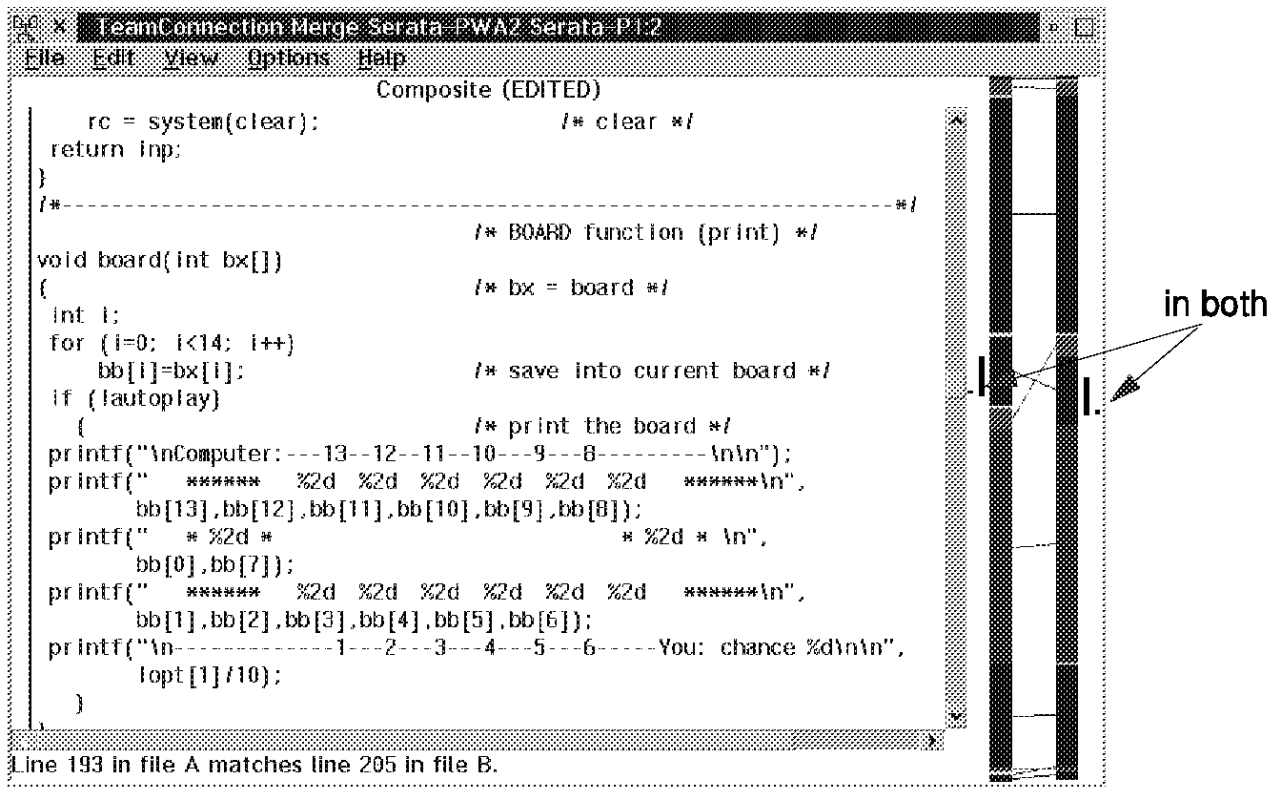 TeamConnection Merge Serata-PWA2 Serata-P1:2
File Edit View Options Help
Composite (EDITED)
rc = system(clear); /* clear */
return inp;
}
/*--------------------------------------------------------------------*/
/* BOARD function (print) */
void board(int bx[])
{ /* bx = board */
int i;
for (i=0; i<14; i++)
bb[i]=bx[i]; /* save into current board */
if (!autoplay)
{ /* print the board */
printf("\nComputer:---13--12--11--10---9---8---------\n\n");
printf("   ******   %2d  %2d  %2d  %2d  %2d  %2d   ******\n",
bb[13],bb[12],bb[11],bb[10],bb[9],bb[8]);
printf("   * %2d *                             * %2d * \n",
bb[0],bb[7]);
printf("   ******   %2d  %2d  %2d  %2d  %2d  %2d   ******\n",
bb[1],bb[2],bb[3],bb[4],bb[5],bb[6]);
printf("\n-------------1---2---3---4---5---6-----You: chance %d\n\n",
iopt[1]/10);
}
Line 193 in file A matches line 205 in file B.
in both